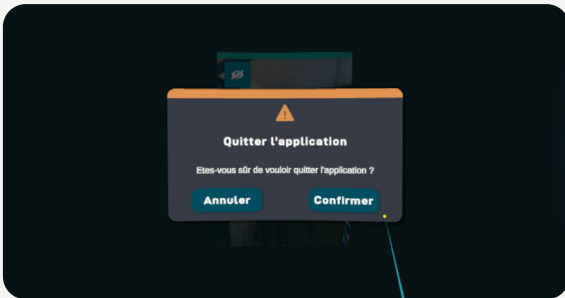 Quitter l'application
Etes-vous sûr de vouloir quitter l'application ?
Annuler
Confirmer